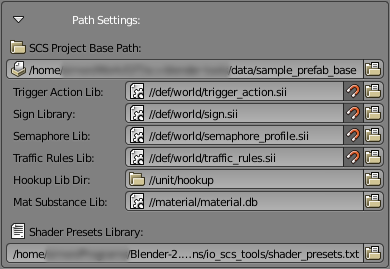 Path Settings:
SCS Project Base Path:
/home/ /data/sample_prefab_base
Trigger Action Lib: //def/world/trigger_action.sii
Sign Library: //def/world/sign.sii
Semaphore Lib: //def/world/semaphore_profile.sii
Traffic Rules Lib: //def/world/traffic_rules.sii
Hookup Lib Dir: //unit/hookup
Mat Substance Lib: //material/material.db
Shader Presets Library:
/home/ /Blender-2....ns/io_scs_tools/shader_presets.txt